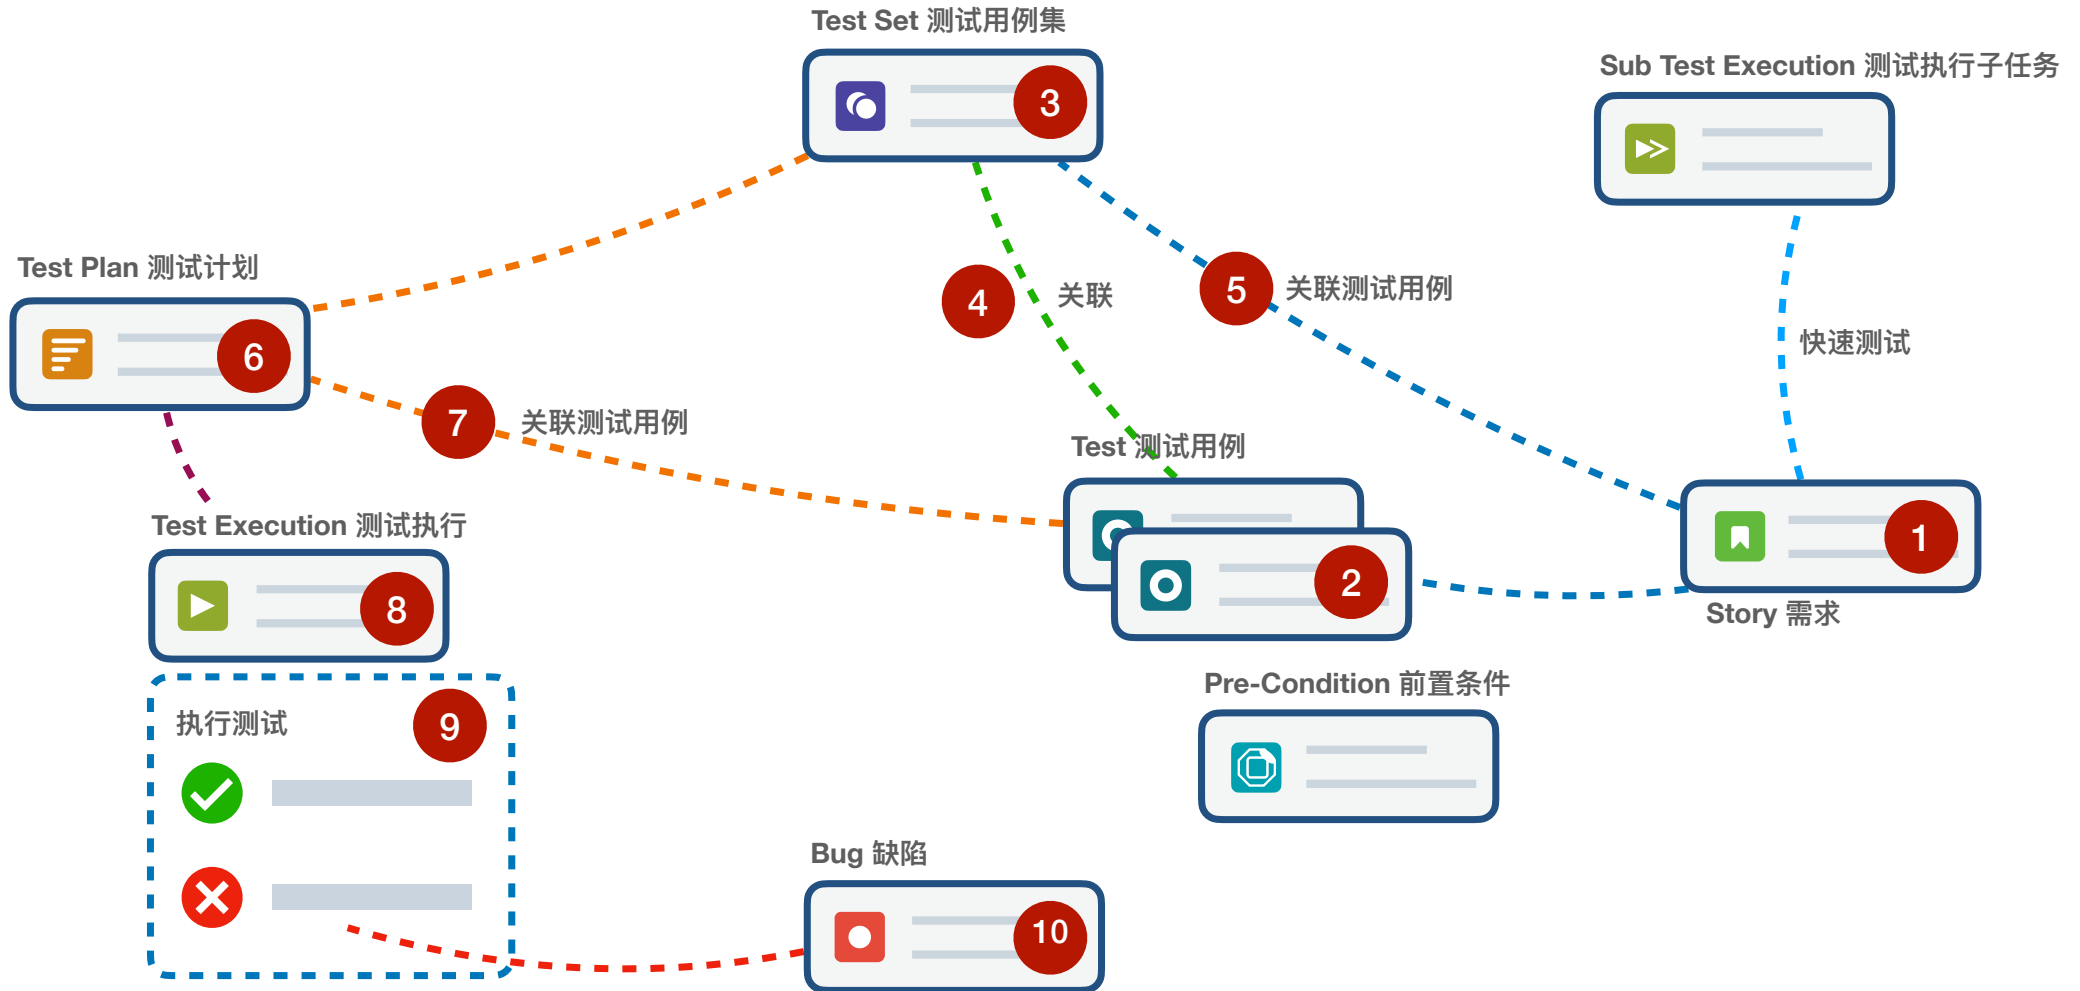 Test Set 测试用例集
3
Sub Test Execution 测试执行子任务
Test Plan 测试计划
6
4
关联
5
关联测试用例
快速测试
7
关联测试用例
Test 测试用例
2
1
Story 需求
Test Execution 测试执行
8
执行测试
9
Pre-Condition 前置条件
Bug 缺陷
10